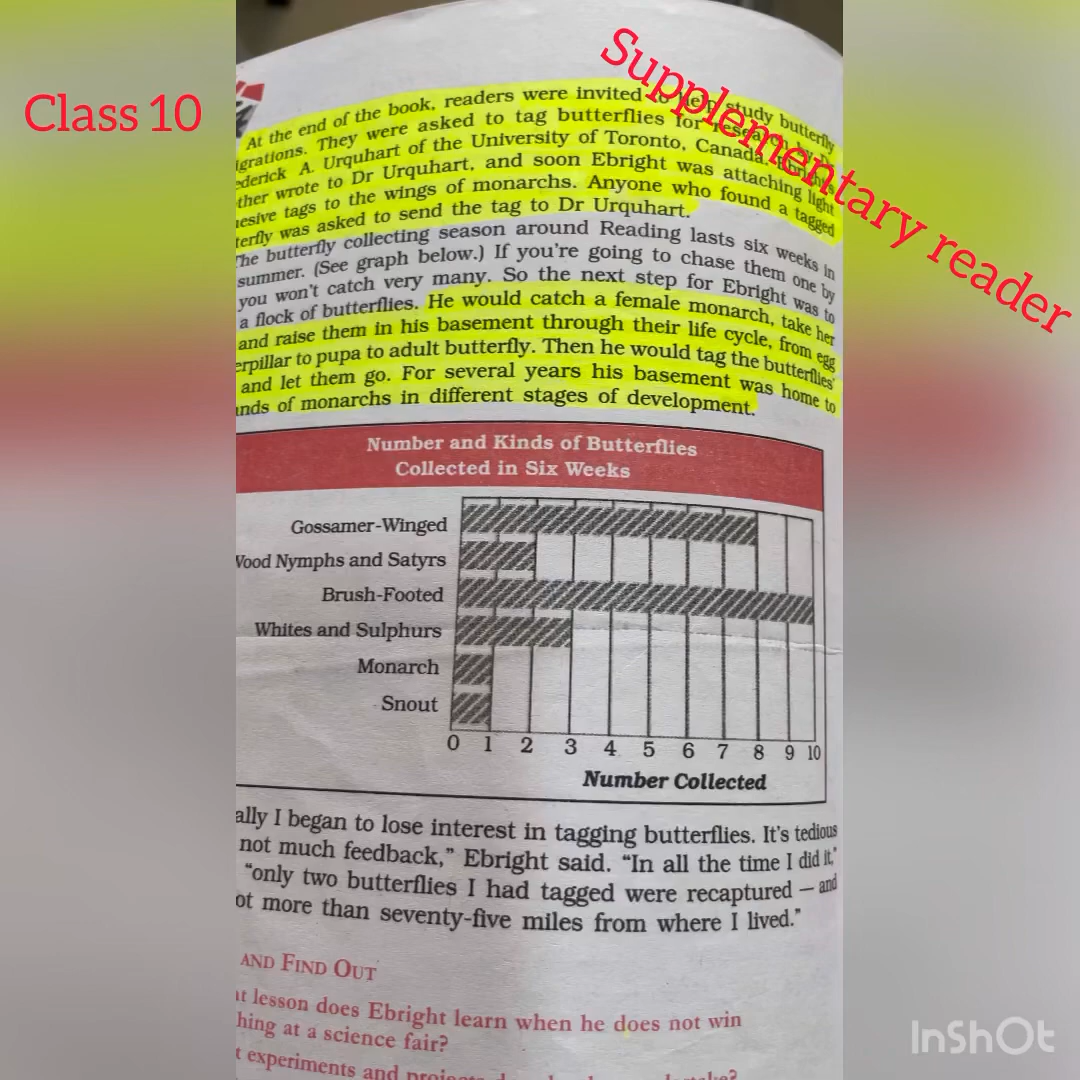 Class 10
Supplementary reader
At the end of the book, readers were invited to help study butterfly
igrations. They were asked to tag butterflies for research by D
ederick A. Urquhart of the University of Toronto, Canada. Ebright's
ther wrote to Dr Urquhart, and soon Ebright was attaching light
esive tags to the wings of monarchs. Anyone who found a tagged
terfly was asked to send the tag to Dr Urquhart.
The butterfly collecting season around Reading lasts six weeks in
summer. (See graph below.) If you're going to chase them one by
you won't catch very many. So the next step for Ebright was to
a flock of butterflies. He would catch a female monarch, take her
and raise them in his basement through their life cycle, from egg
erpillar to pupa to adult butterfly. Then he would tag the butterflies'
and let them go. For several years his basement was home to
nds of monarchs in different stages of development.
Number and Kinds of Butterflies
Collected in Six Weeks
Gossamer-Winged
Wood Nymphs and Satyrs
Brush-Footed
Whites and Sulphurs
Monarch
Snout
0 1 2 3 4 5 6 7 8 9 10
Number Collected
ally I began to lose interest in tagging butterflies. It's tedious
not much feedback," Ebright said. "In all the time I did it,"
"only two butterflies I had tagged were recaptured — and
ot more than seventy-five miles from where I lived."
AND FIND OUT
at lesson does Ebright learn when he does not win
hing at a science fair?
t experiments and
InShOt